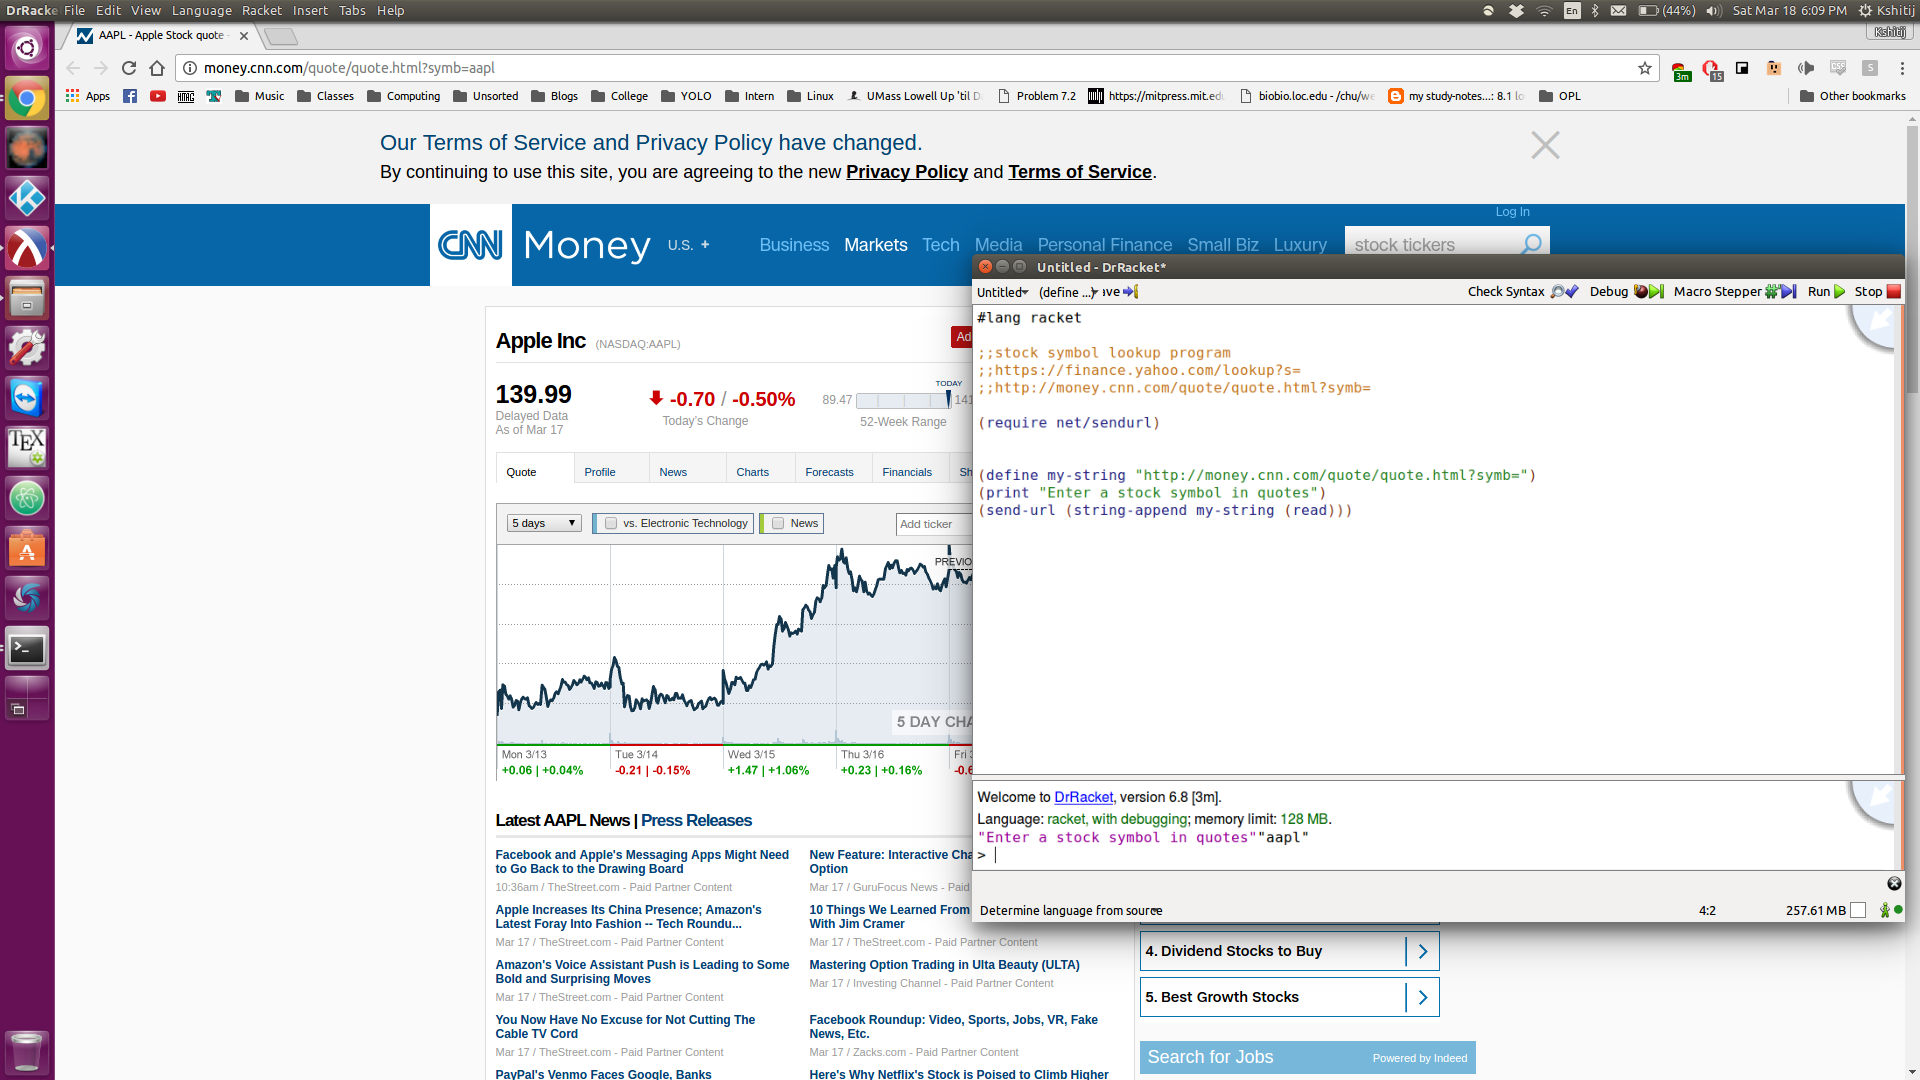 DrRacke File Edit View Language Racket Insert Tabs Help
En (44%) Sat Mar 18 6:09 PM Kshitij
AAPL - Apple Stock quote -
Kshitij
money.cnn.com/quote/quote.html?symb=aapl
3m 15
Apps Music Classes Computing Unsorted Blogs College YOLO Intern Linux UMass Lowell Up 'til D Problem 7.2 https://mitpress.mit.edu biobio.loc.edu - /chu/we my study-notes...: 8.1 lo OPL Other bookmarks
Our Terms of Service and Privacy Policy have changed.
By continuing to use this site, you are agreeing to the new Privacy Policy and Terms of Service.
Log In
CNN Money U.S. + Business Markets Tech Media Personal Finance Small Biz Luxury stock tickers
Apple Inc (NASDAQ:AAPL) Ad
139.99
Delayed Data
As of Mar 17
-0.70 / -0.50%
Today's Change
TODAY
89.47 141
52-Week Range
Quote Profile News Charts Forecasts Financials Sh
5 days vs. Electronic Technology News Add ticker
PREVIO
5 DAY CHA
Mon 3/13 Tue 3/14 Wed 3/15 Thu 3/16 Fri
+0.06 | +0.04% -0.21 | -0.15% +1.47 | +1.06% +0.23 | +0.16% -0.6
Latest AAPL News | Press Releases
Facebook and Apple's Messaging Apps Might Need
to Go Back to the Drawing Board
10:36am / TheStreet.com - Paid Partner Content
Apple Increases Its China Presence; Amazon's
Latest Foray Into Fashion -- Tech Roundu...
Mar 17 / TheStreet.com - Paid Partner Content
Amazon's Voice Assistant Push is Leading to Some
Bold and Surprising Moves
Mar 17 / TheStreet.com - Paid Partner Content
You Now Have No Excuse for Not Cutting The
Cable TV Cord
Mar 17 / TheStreet.com - Paid Partner Content
PayPal's Venmo Faces Google, Banks
New Feature: Interactive Cha
Option
Mar 17 / GuruFocus News - Paid
10 Things We Learned From
With Jim Cramer
Mar 17 / TheStreet.com - Paid Partner Content
Mastering Option Trading in Ulta Beauty (ULTA)
Mar 17 / Investing Channel - Paid Partner Content
Facebook Roundup: Video, Sports, Jobs, VR, Fake
News, Etc.
Mar 17 / Zacks.com - Paid Partner Content
Here's Why Netflix's Stock is Poised to Climb Higher
4. Dividend Stocks to Buy
5. Best Growth Stocks
Search for Jobs Powered by Indeed
Untitled - DrRacket*
Untitled (define ...) ave Check Syntax Debug Macro Stepper Run Stop
#lang racket
;;stock symbol lookup program
;;https://finance.yahoo.com/lookup?s=
;;http://money.cnn.com/quote/quote.html?symb=
(require net/sendurl)
(define my-string "http://money.cnn.com/quote/quote.html?symb=")
(print "Enter a stock symbol in quotes")
(send-url (string-append my-string (read)))
Welcome to DrRacket, version 6.8 [3m].
Language: racket, with debugging; memory limit: 128 MB.
"Enter a stock symbol in quotes""aapl"
>
Determine language from source 4:2 257.61 MB
TEX